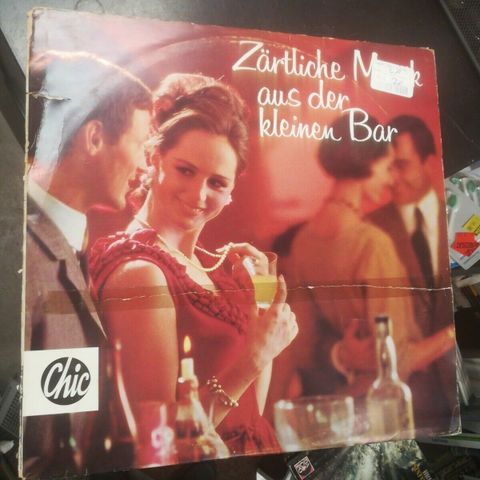 Zärtliche
aus der
kleinen Bar
Chic